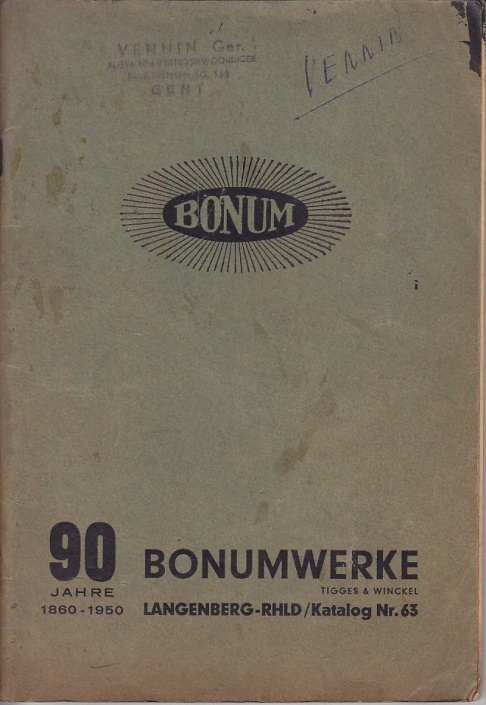 VENNIN Ger.
GENT
VENNIN
BONUM
90
JAHRE
1860-1950
BONUMWERKE
TIGGES & WINCKEL
LANGENBERG-RHLD/Katalog Nr. 63